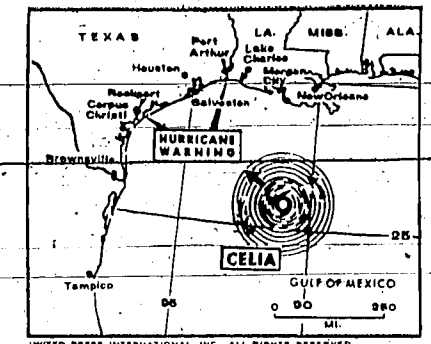 TEXAS
LA.
MISS.
ALA.
Port
Arthur
Lake
Charles
Houston
Morgan
City
New Orleans
Rockport
Galveston
Corpus
Christi
HURRICANE
WARNING
Brownsville
25
CELIA
GULF OF MEXICO
Tampico
95
90
0
250
MI.
UNITED PRESS INTERNATIONAL, INC. ALL RIGHTS RESERVED